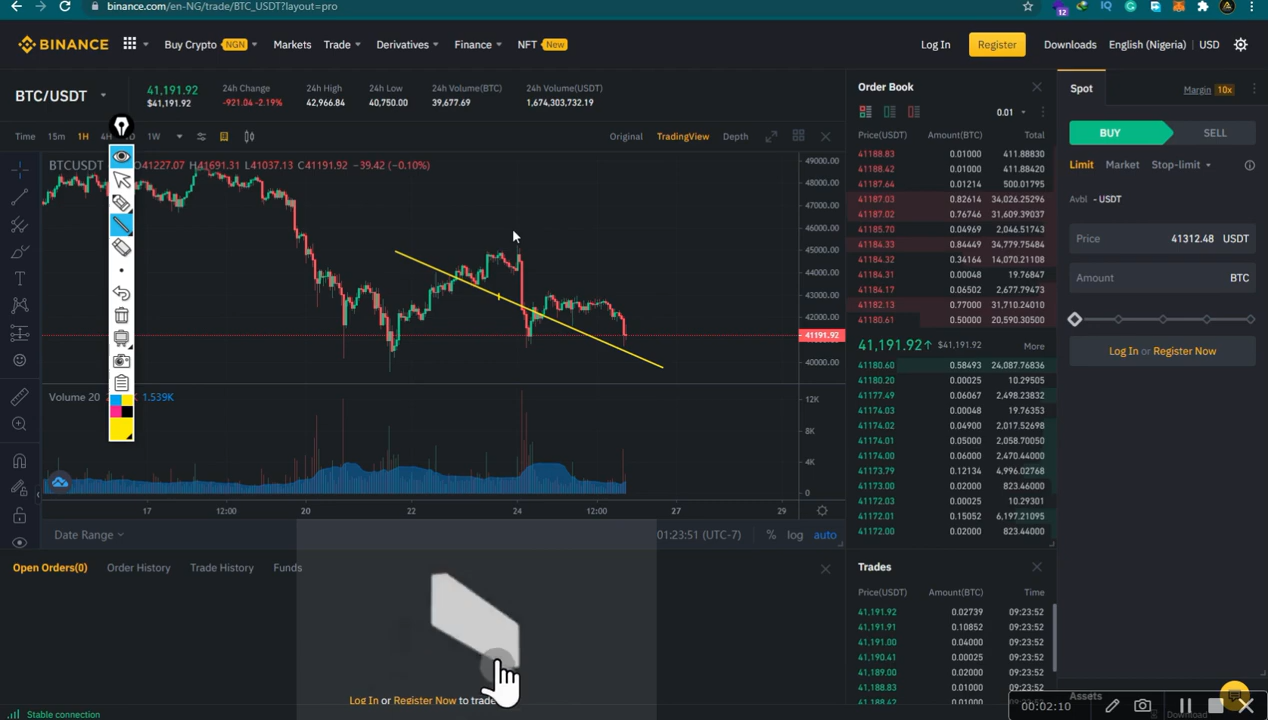 binance.com/en-NG/trade/BTC_USDT?layout=pro
12
BINANCE Buy Crypto NGN Markets Trade Derivatives Finance NFT New Log In Register Downloads English (Nigeria) USD
BTC/USDT 41,191.92 $41,191.92
24h Change -921.04 -2.19%
24h High 42,966.84
24h Low 40,750.00
24h Volume(BTC) 39,677.69
24h Volume(USDT) 1,674,303,732.19
Time 15m 1H 1W Original TradingView Depth
BTCUSDT O41227.07 H41691.31 L41037.13 C41191.92 −39.42 (−0.10%)
49000.00
48000.00
47000.00
46000.00
45000.00
44000.00
43000.00
42000.00
41191.92
40000.00
Volume 20 1.539K
12K
8K
4K
0
17 12:00 20 22 24 12:00 27 29
Date Range 01:23:51 (UTC-7) % log auto
Open Orders(0) Order History Trade History Funds
Log In or Register Now to trade
Stable connection
Order Book
0.01
Price(USDT) Amount(BTC) Total
41188.83 0.01000 411.88830
41188.42 0.01000 411.88420
41187.64 0.01214 500.01795
41187.03 0.82614 34,026.25296
41187.02 0.76746 31,609.39037
41185.70 0.04969 2,046.51743
41184.33 0.84449 34,779.75484
41184.32 0.34164 14,070.21108
41184.31 0.00048 19.76847
41184.17 0.06502 2,677.79473
41182.13 0.77000 31,710.24010
41180.61 0.50000 20,590.30500
41,191.92↑ $41,191.92 More
41180.60 0.58493 24,087.76836
41180.20 0.00025 10.29505
41177.49 0.06067 2,498.23832
41174.03 0.00048 19.76353
41174.02 0.04900 2,017.52698
41174.01 0.05000 2,058.70050
41174.00 0.06000 2,470.44000
41173.79 0.12134 4,996.02768
41173.00 0.02000 823.46000
41172.03 0.00025 10.29301
41172.01 0.15052 6,197.21095
41172.00 0.02000 823.44000
Trades
Price(USDT) Amount(BTC) Time
41,191.92 0.02739 09:23:52
41,191.91 0.10852 09:23:52
41,191.00 0.04000 09:23:52
41,190.41 0.00025 09:23:52
41,189.00 0.02000 09:23:52
41,188.83 0.01000 09:23:52
41,188.62 0.01000
Spot Margin 10x
BUY SELL
Limit Market Stop-limit
Avbl - USDT
Price 41312.48 USDT
Amount BTC
Log In or Register Now
Assets
00:02:10